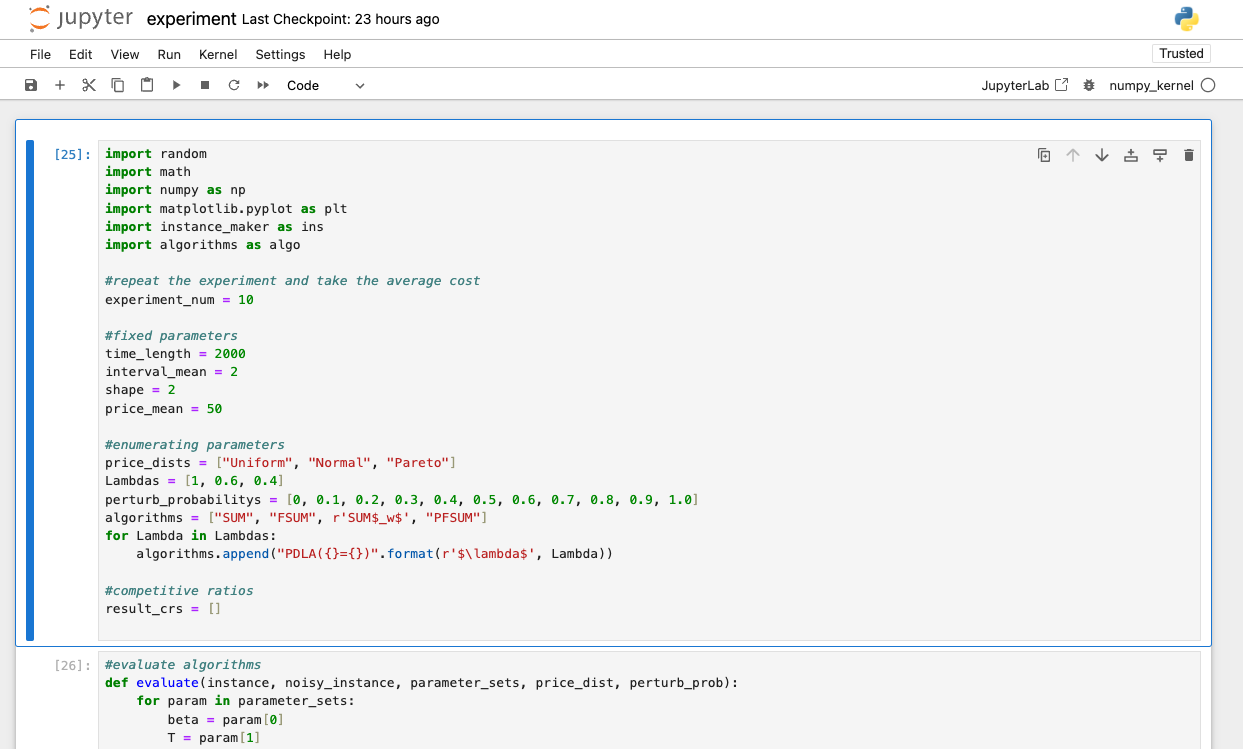 jupyter experiment Last Checkpoint: 23 hours ago
File Edit View Run Kernel Settings Help Trusted
Code JupyterLab numpy_kernel
[25]: import random
import math
import numpy as np
import matplotlib.pyplot as plt
import instance_maker as ins
import algorithms as algo
#repeat the experiment and take the average cost
experiment_num = 10
#fixed parameters
time_length = 2000
interval_mean = 2
shape = 2
price_mean = 50
#enumerating parameters
price_dists = ["Uniform", "Normal", "Pareto"]
Lambdas = [1, 0.6, 0.4]
perturb_probabilitys = [0, 0.1, 0.2, 0.3, 0.4, 0.5, 0.6, 0.7, 0.8, 0.9, 1.0]
algorithms = ["SUM", "FSUM", r'SUM$_w$', "PFSUM"]
for Lambda in Lambdas:
    algorithms.append("PDLA({}={})".format(r'$\lambda$', Lambda))
#competitive ratios
result_crs = []
[26]: #evaluate algorithms
def evaluate(instance, noisy_instance, parameter_sets, price_dist, perturb_prob):
    for param in parameter_sets:
        beta = param[0]
        T = param[1]